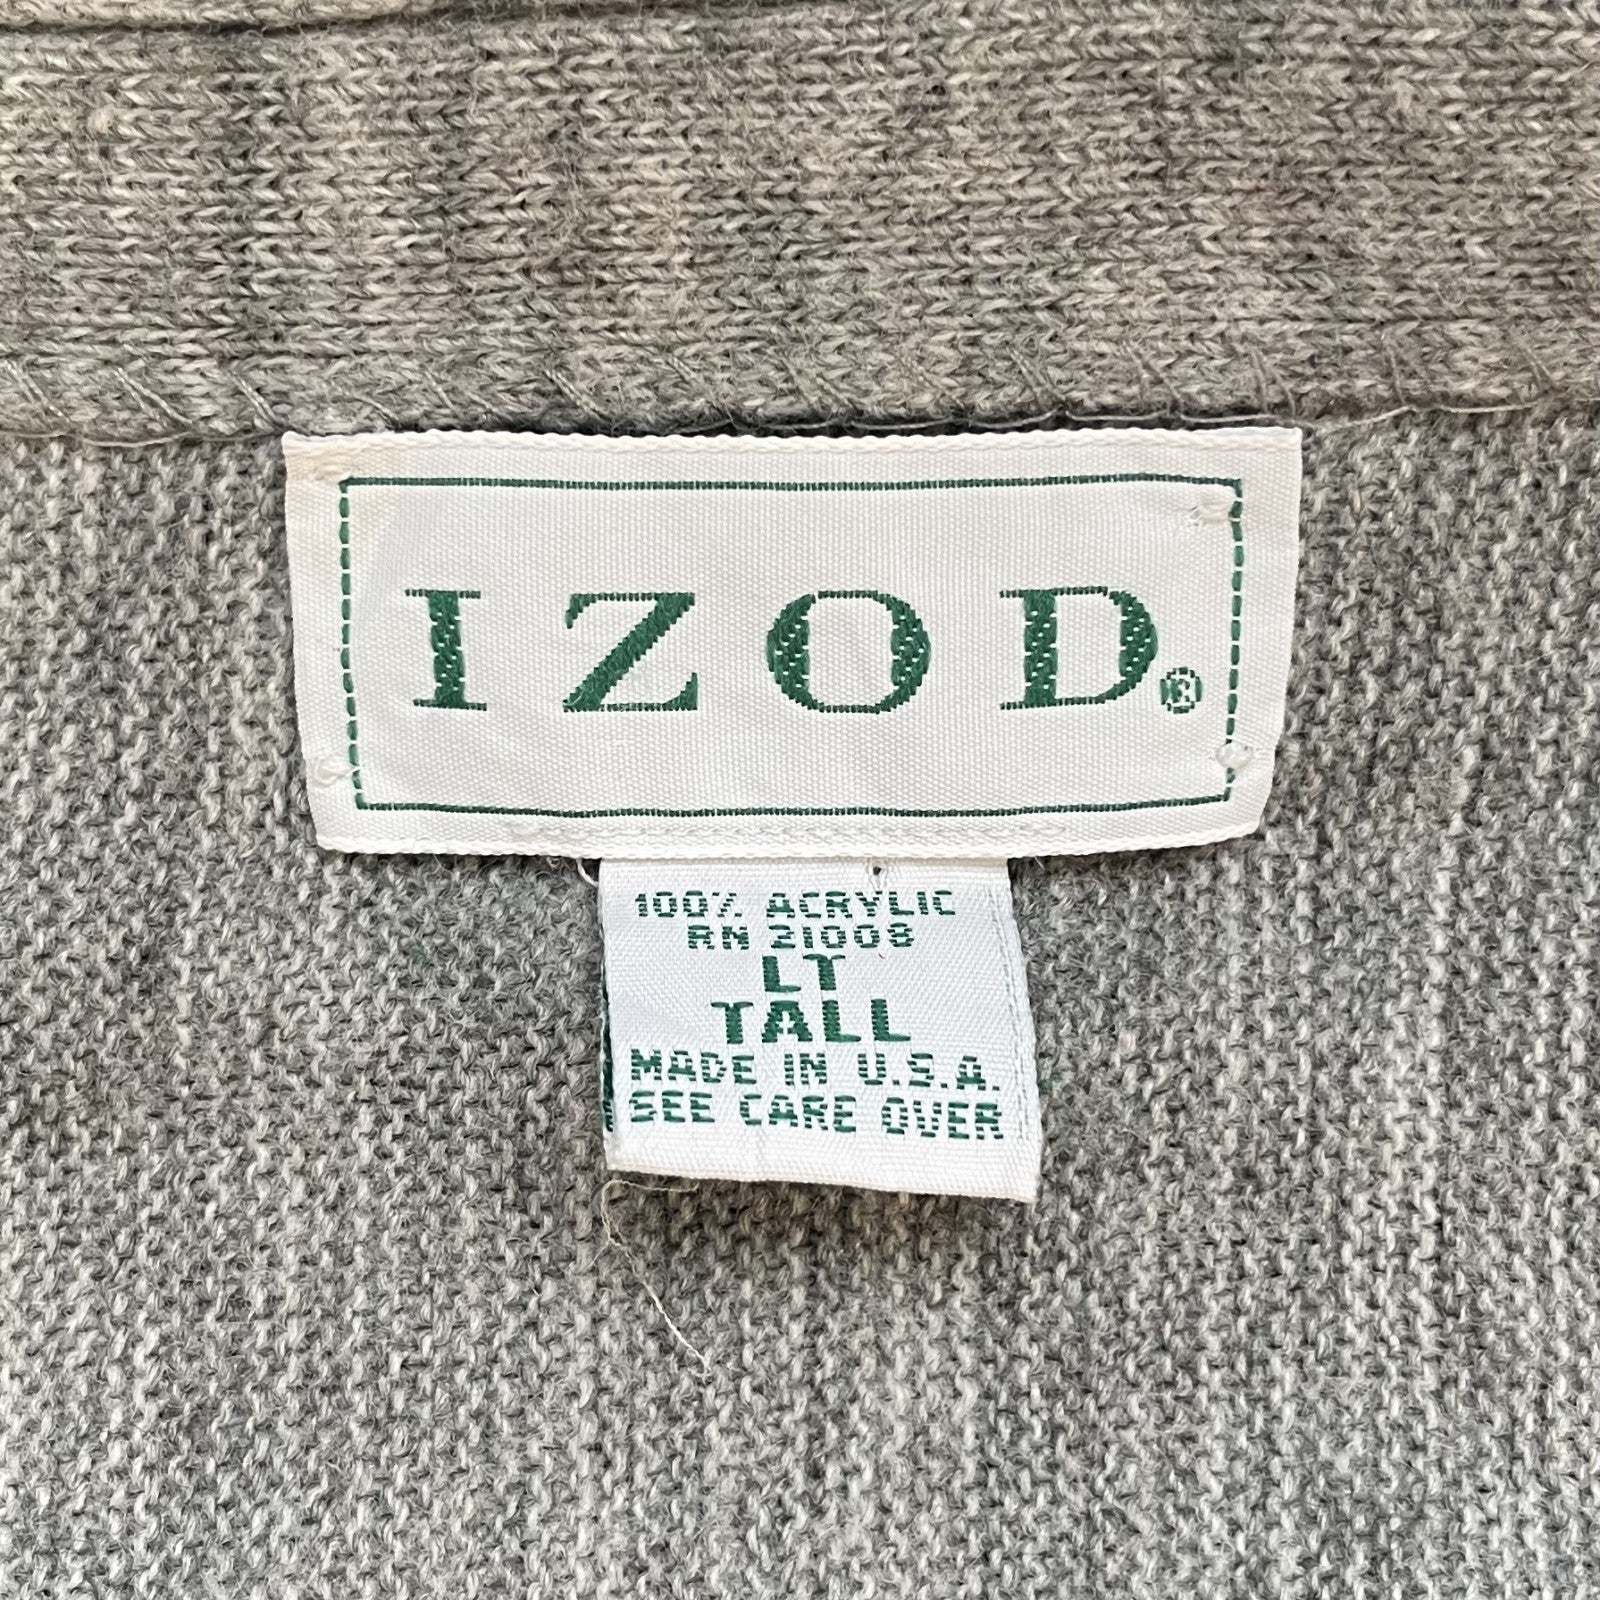 IZOD®
100% ACRYLIC
RN 21008
LT
TALL
MADE IN U.S.A.
SEE CARE OVER